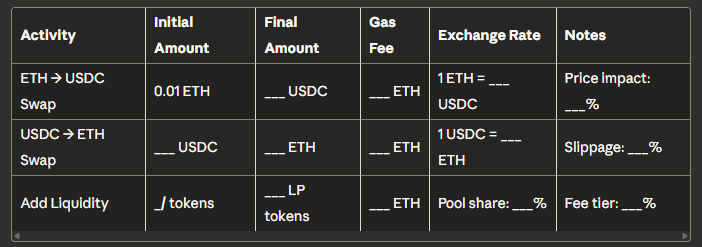 Activity
Initial Amount
Final Amount
Gas Fee
Exchange Rate
Notes
ETH → USDC Swap
0.01 ETH
___ USDC
___ ETH
1 ETH = ___ USDC
Price impact: ___%
USDC → ETH Swap
___ USDC
___ ETH
___ ETH
1 USDC = ___ ETH
Slippage: ___%
Add Liquidity
_/ tokens
___ LP tokens
___ ETH
Pool share: ___%
Fee tier: ___%